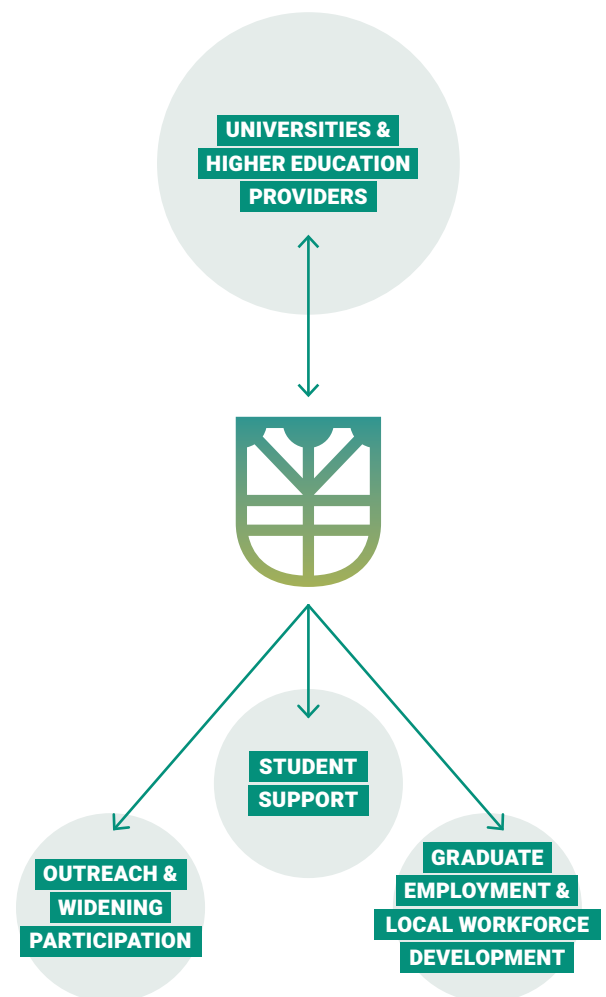 UNIVERSITIES &
HIGHER EDUCATION
PROVIDERS
STUDENT
SUPPORT
OUTREACH &
WIDENING
PARTICIPATION
GRADUATE
EMPLOYMENT &
LOCAL WORKFORCE
DEVELOPMENT